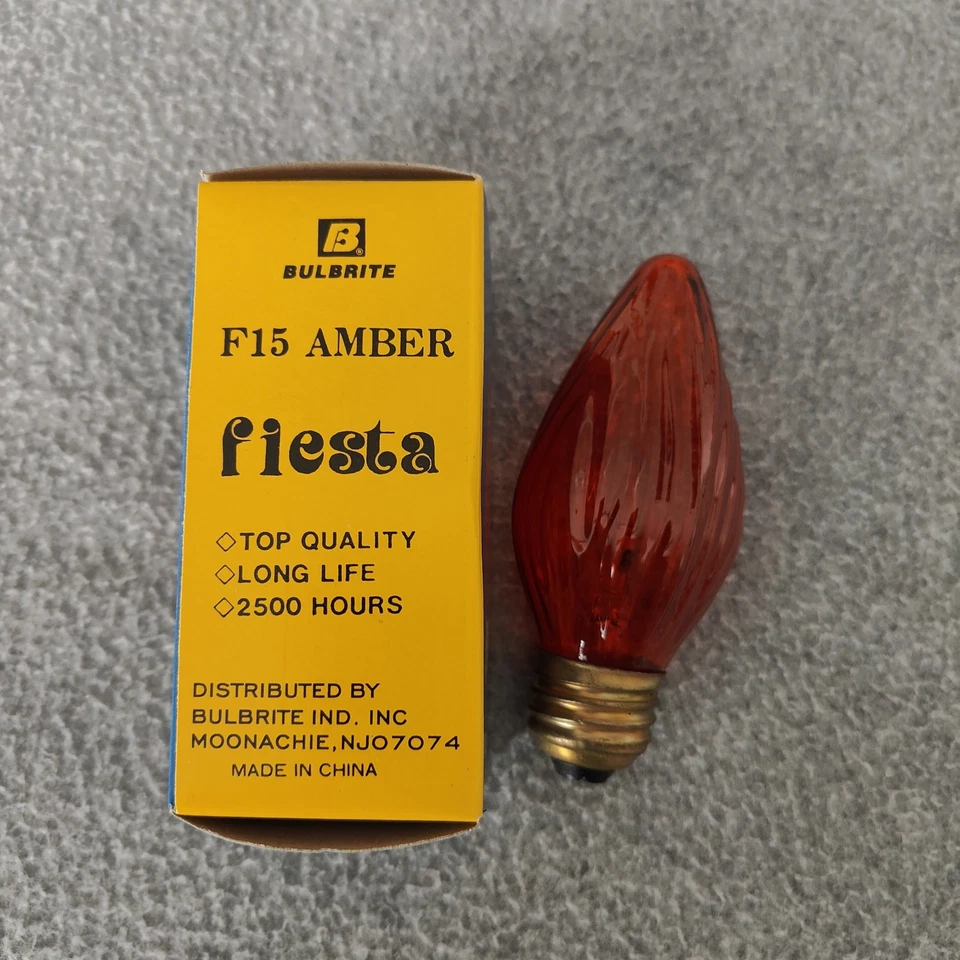 B®
BULBRITE
F15 AMBER
fiesta
◇TOP QUALITY
◇LONG LIFE
◇2500 HOURS
DISTRIBUTED BY
BULBRITE IND. INC
MOONACHIE,NJ07074
MADE IN CHINA